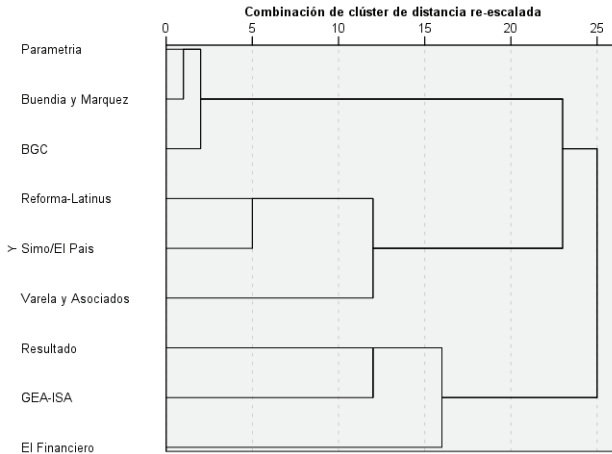 Combinación de clúster de distancia re-escalada
0 5 10 15 20 25
Parametria
Buendia y Marquez
BGC
Reforma-Latinus
Y Simo/El Pais
Varela y Asociados
Resultado
GEA-ISA
El Financiero